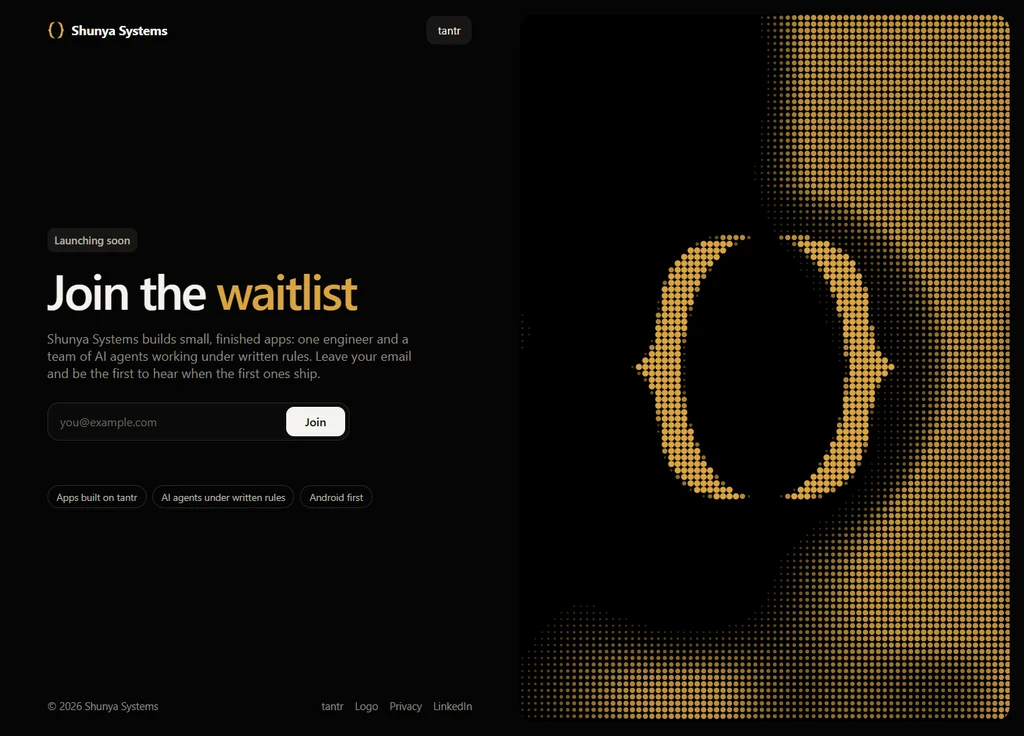 Shunya Systems
tantr
Launching soon
Join the waitlist
Shunya Systems builds small, finished apps: one engineer and a
team of AI agents working under written rules. Leave your email
and be the first to hear when the first ones ship.
you@example.com
Join
Apps built on tantr
AI agents under written rules
Android first
© 2026 Shunya Systems
tantr
Logo
Privacy
LinkedIn